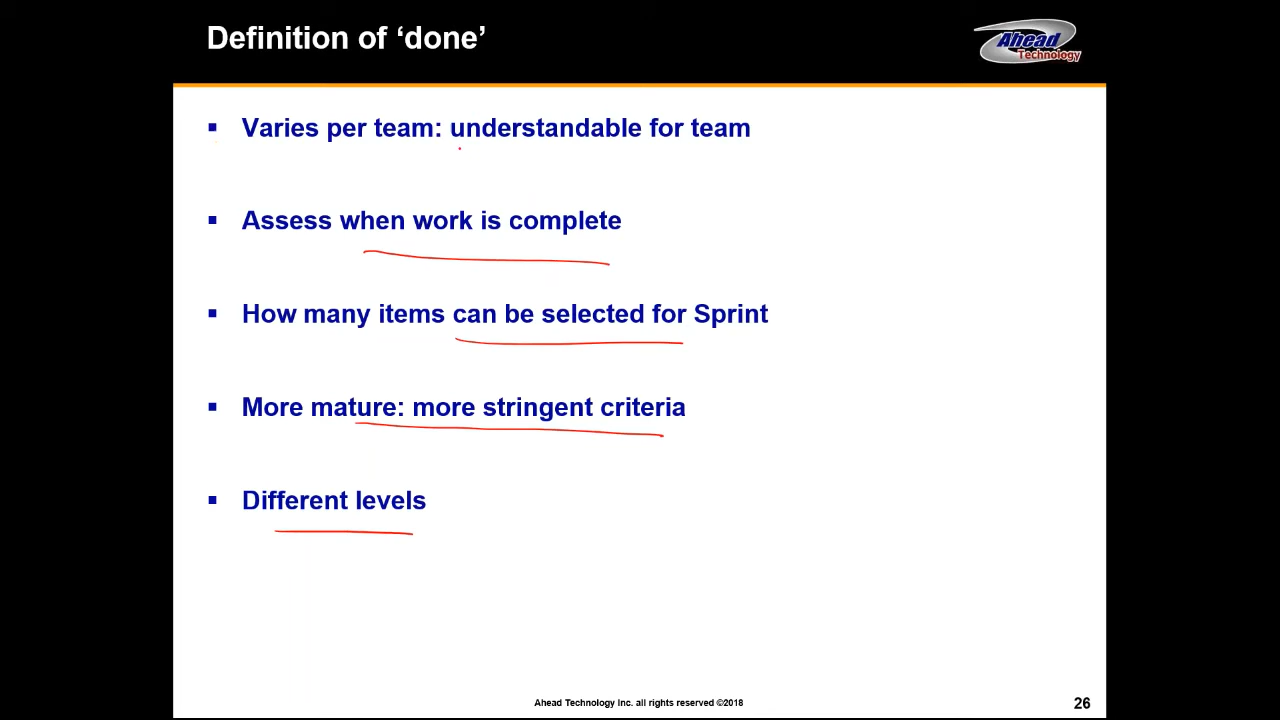 Definition of ‘done’
Ahead
Technology
▪ Varies per team: understandable for team
▪ Assess when work is complete
▪ How many items can be selected for Sprint
▪ More mature: more stringent criteria
▪ Different levels
Ahead Technology Inc. all rights reserved ©2018
26